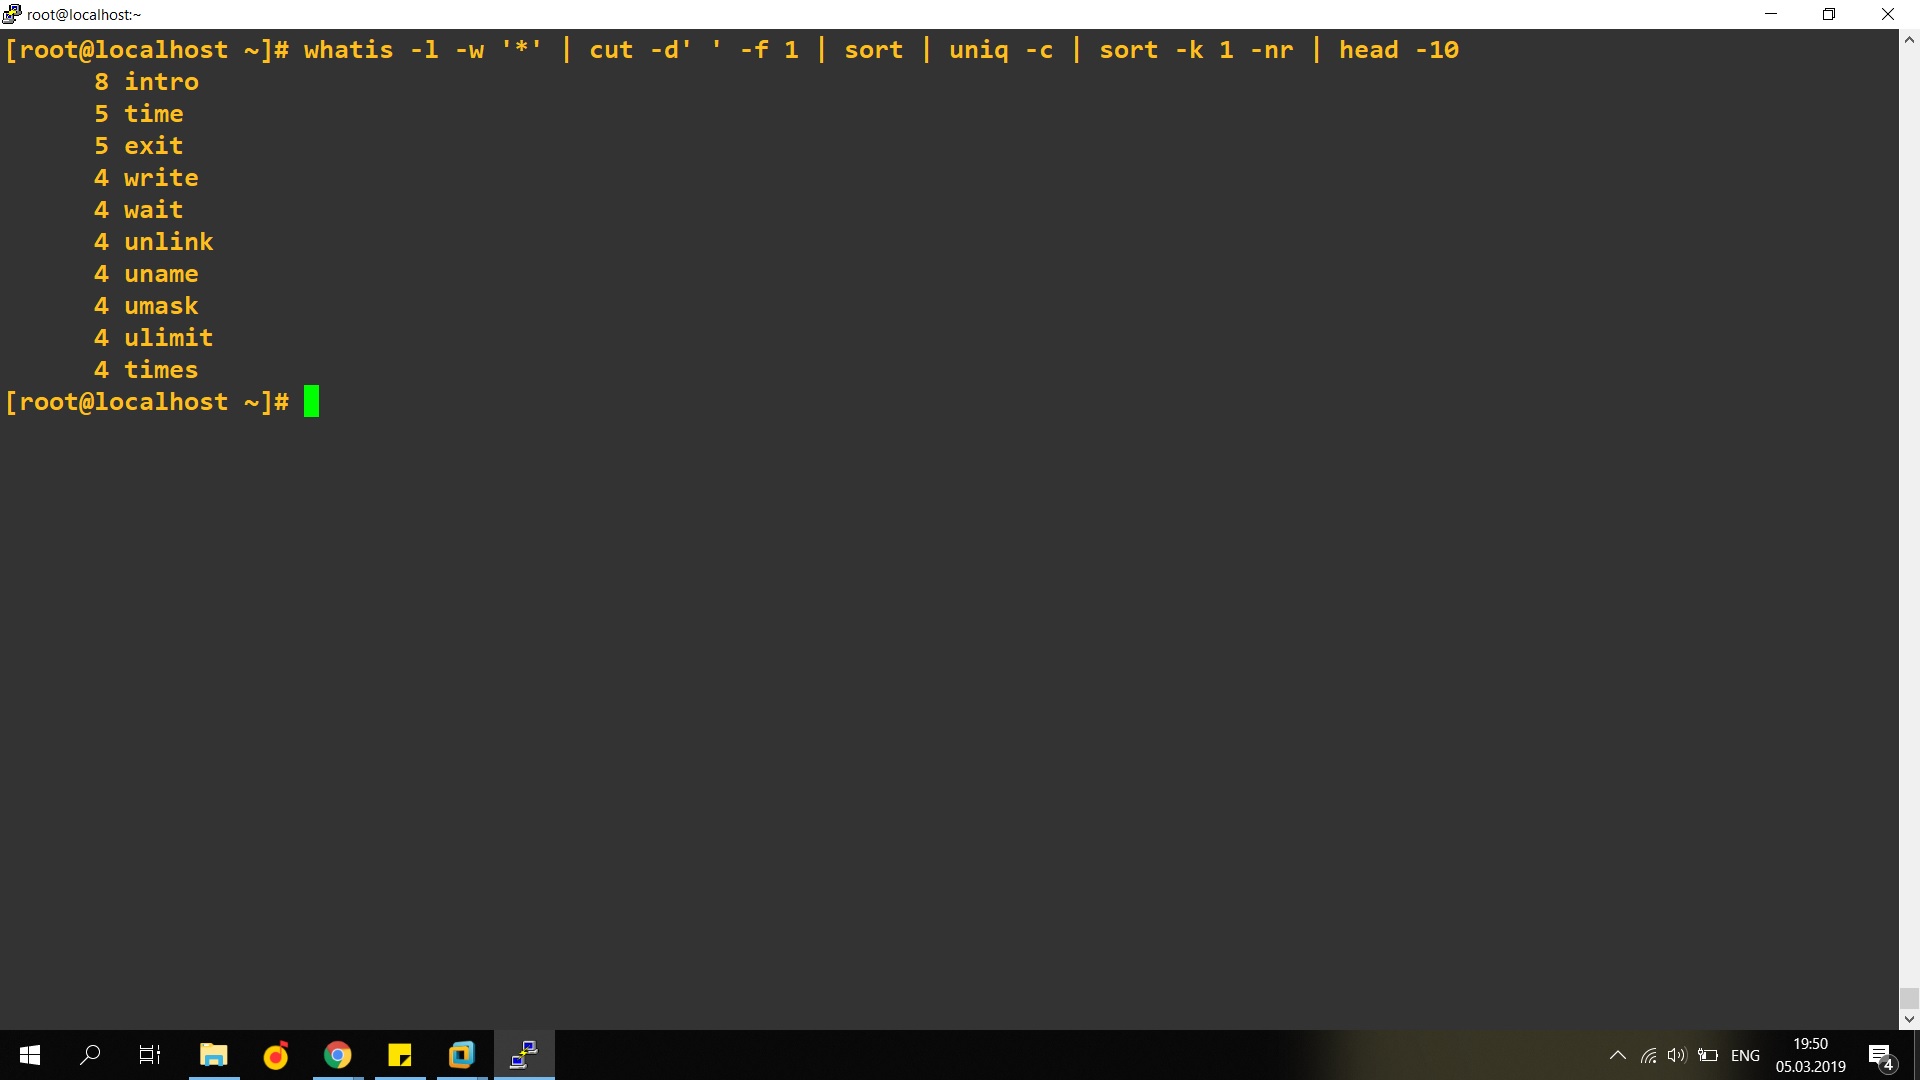 root@localhost:~
[root@localhost ~]# whatis -l -w '*' | cut -d' ' -f 1 | sort | uniq -c | sort -k 1 -nr | head -10
8 intro
5 time
5 exit
4 write
4 wait
4 unlink
4 uname
4 umask
4 ulimit
4 times
[root@localhost ~]#
ENG
19:50
05.03.2019
4